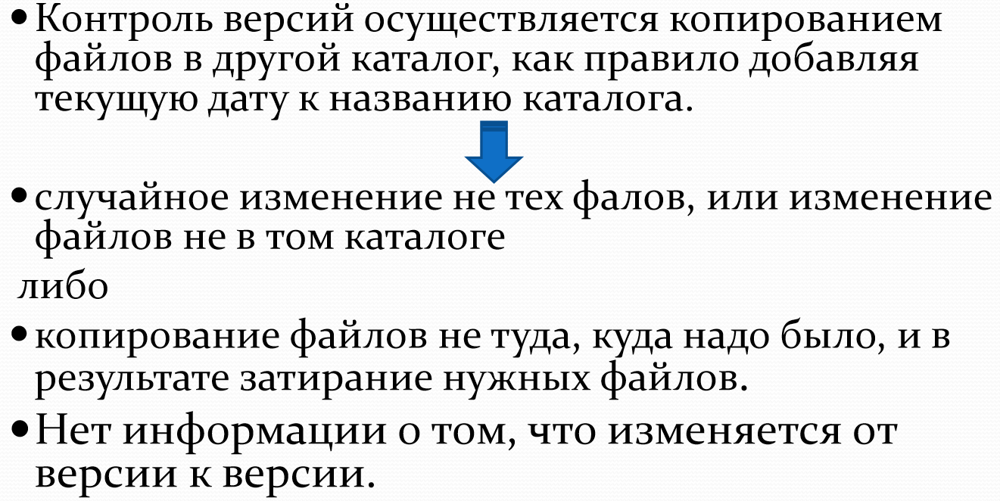 •Контроль версий осуществляется копированием
файлов в другой каталог, как правило добавляя
текущую дату к названию каталога.
•случайное изменение не тех фалов, или изменение
файлов не в том каталоге
либо
•копирование файлов не туда, куда надо было, и в
результате затирание нужных файлов.
•Нет информации о том, что изменяется от
версии к версии.